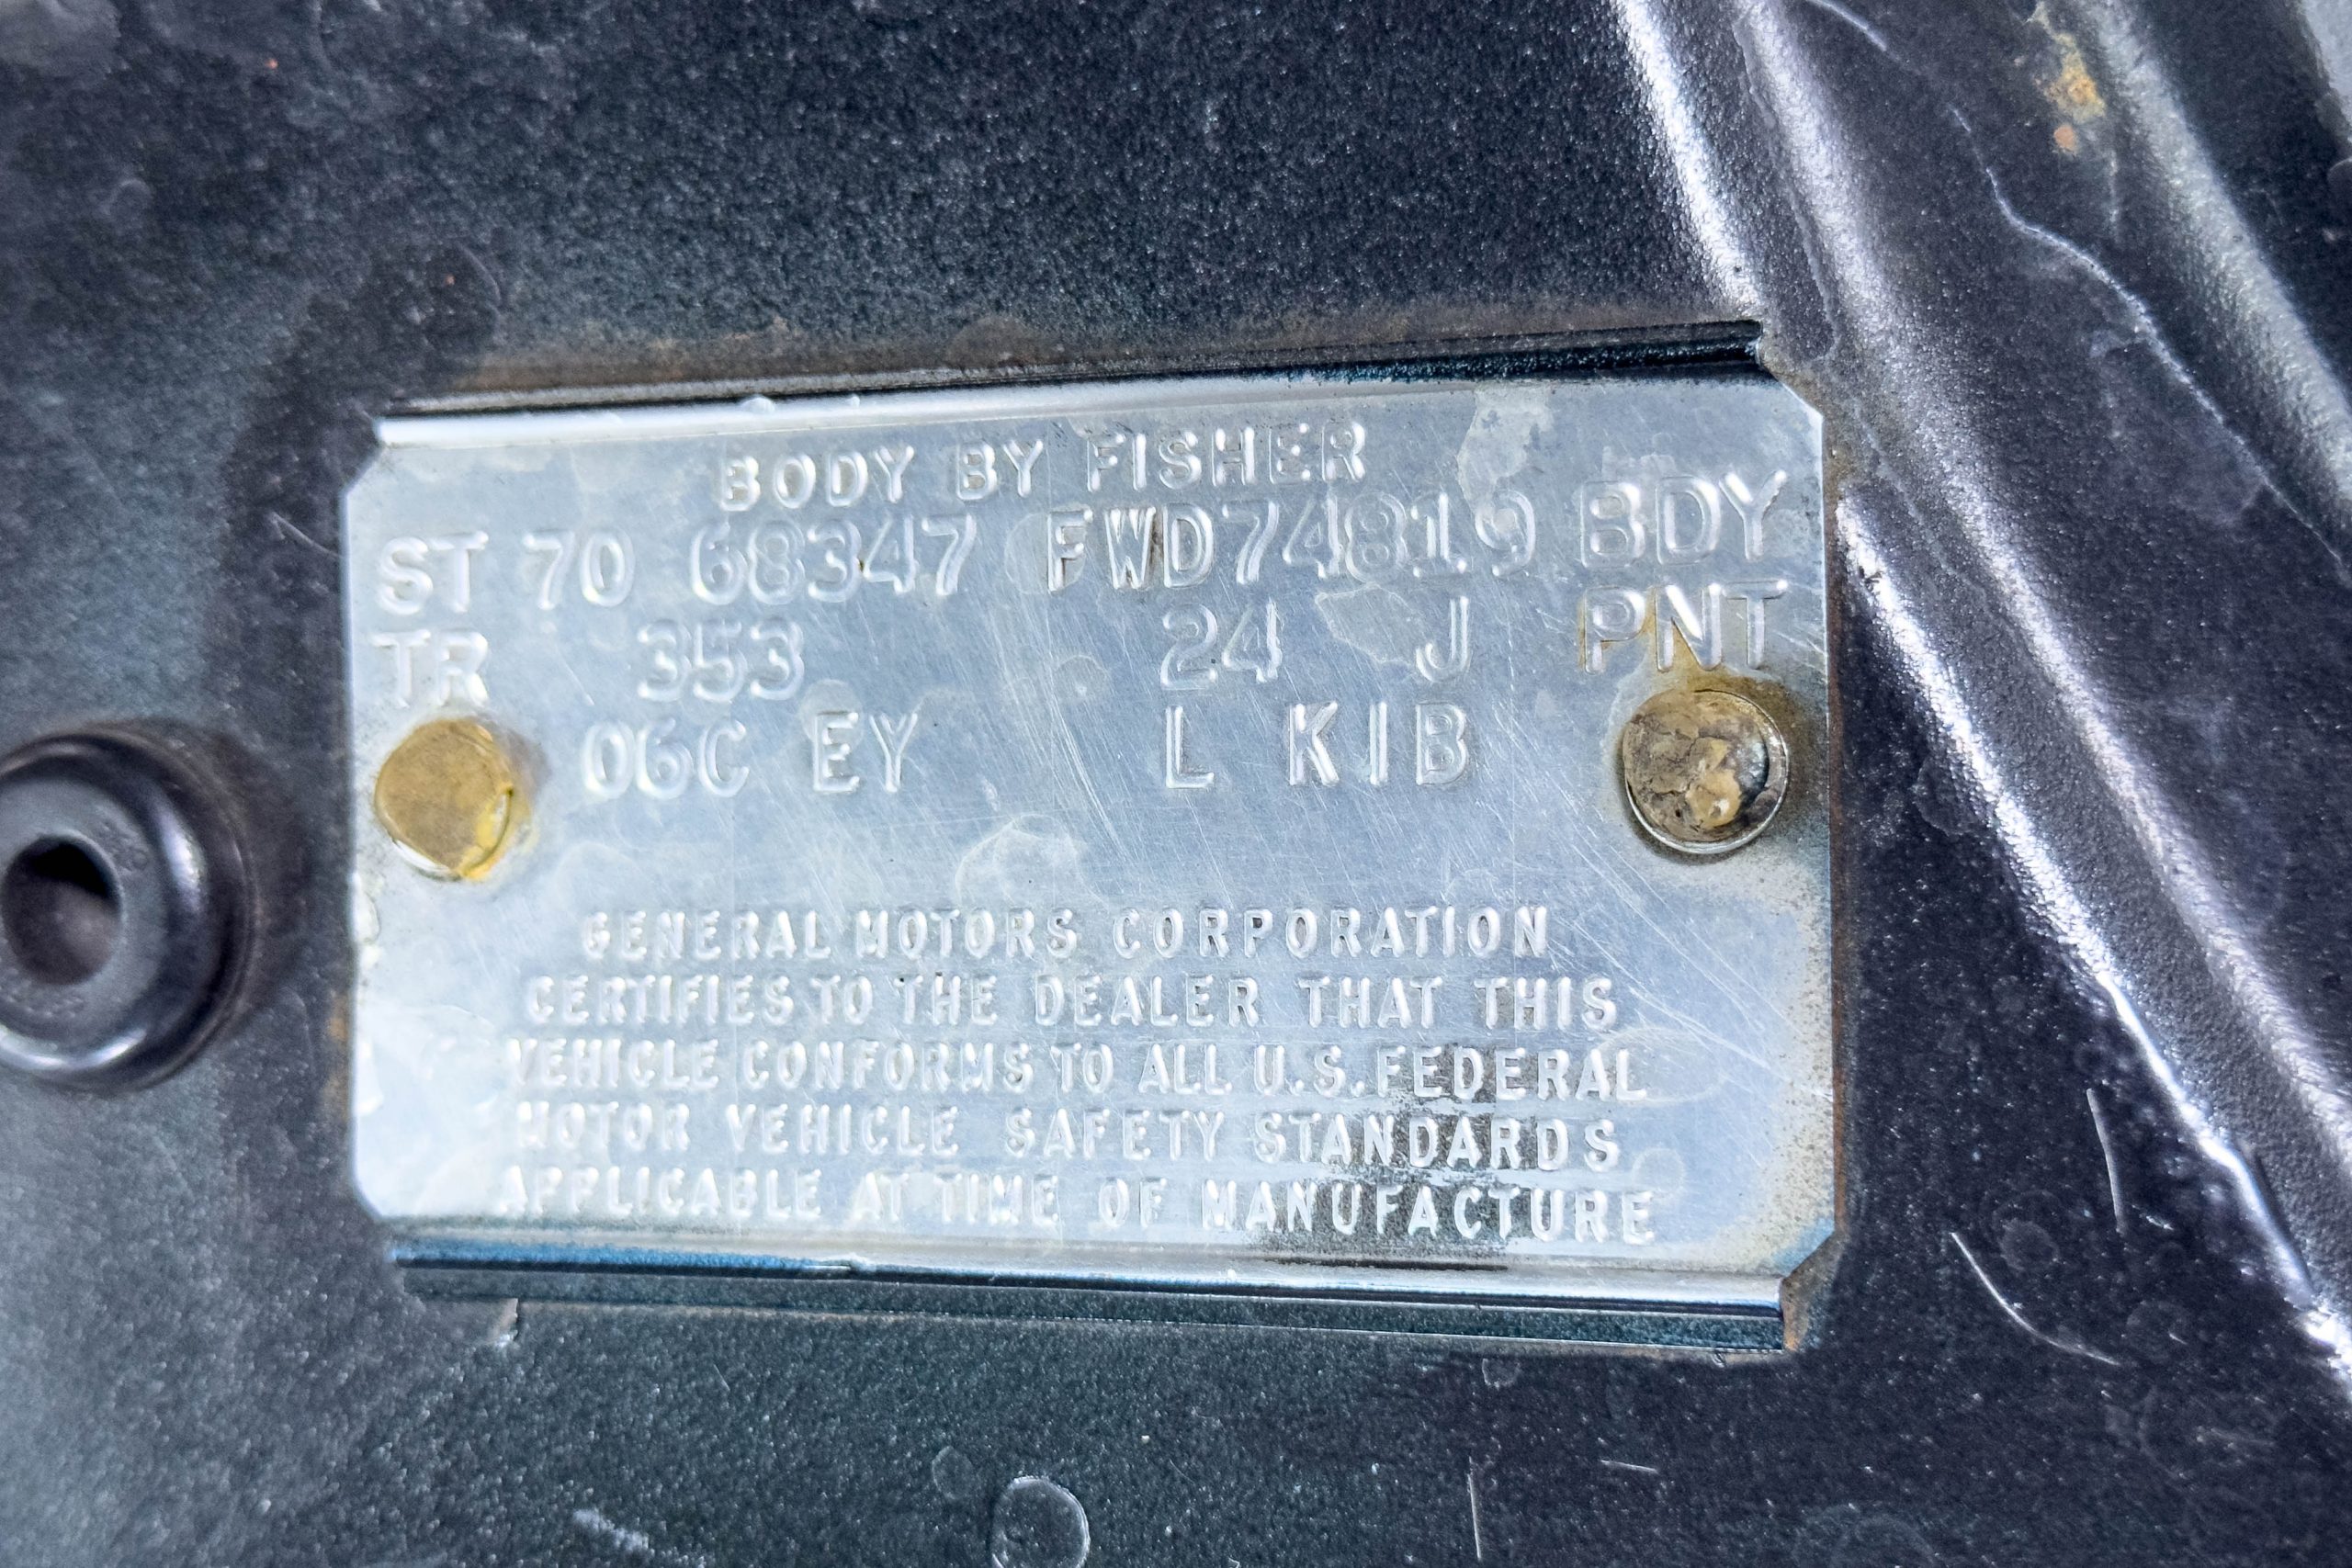 BODY BY FISHER
ST 70 68347 FWD74819 BDY
TR 353 24 J PNT
06C EY L KIB
GENERAL MOTORS CORPORATION
CERTIFIES TO THE DEALER THAT THIS
VEHICLE CONFORMS TO ALL U.S. FEDERAL
MOTOR VEHICLE SAFETY STANDARDS
APPLICABLE AT TIME OF MANUFACTURE